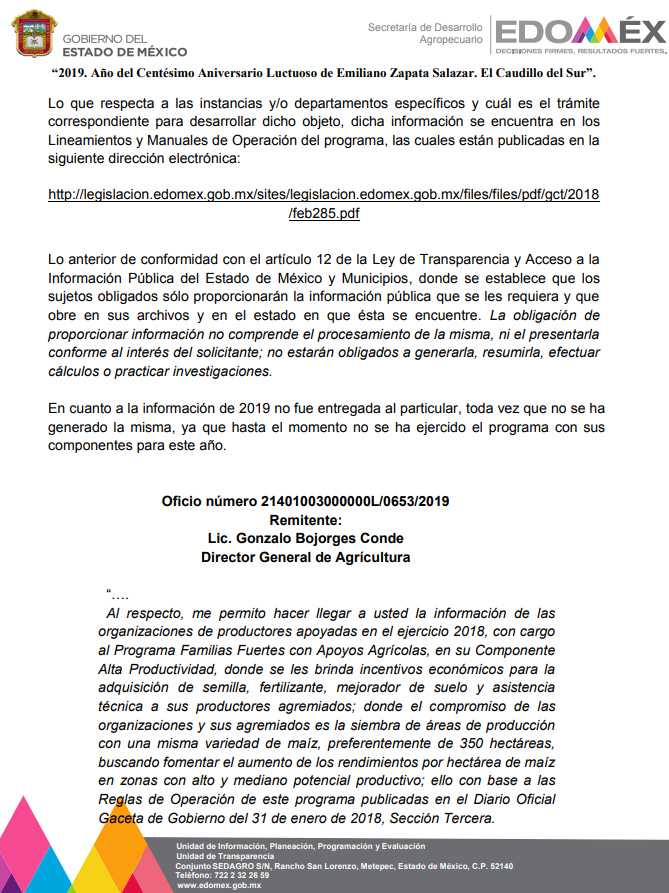 GOBIERNO DEL
ESTADO DE MÉXICO
Secretaría de Desarrollo
Agropecuario
EDOMÉX
DECISIONES FIRMES, RESULTADOS FUERTES.
“2019. Año del Centésimo Aniversario Luctuoso de Emiliano Zapata Salazar. El Caudillo del Sur”.
Lo que respecta a las instancias y/o departamentos específicos y cuál es el trámite
correspondiente para desarrollar dicho objeto, dicha información se encuentra en los
Lineamientos y Manuales de Operación del programa, las cuales están publicadas en la
siguiente dirección electrónica:
http://legislacion.edomex.gob.mx/sites/legislacion.edomex.gob.mx/files/files/pdf/gct/2018
/feb285.pdf
Lo anterior de conformidad con el artículo 12 de la Ley de Transparencia y Acceso a la
Información Pública del Estado de México y Municipios, donde se establece que los
sujetos obligados sólo proporcionarán la información pública que se les requiera y que
obre en sus archivos y en el estado en que ésta se encuentre. La obligación de
proporcionar información no comprende el procesamiento de la misma, ni el presentarla
conforme al interés del solicitante; no estarán obligados a generarla, resumirla, efectuar
cálculos o practicar investigaciones.
En cuanto a la información de 2019 no fue entregada al particular, toda vez que no se ha
generado la misma, ya que hasta el momento no se ha ejercido el programa con sus
componentes para este año.
Oficio número 21401003000000L/0653/2019
Remitente:
Lic. Gonzalo Bojorges Conde
Director General de Agrícultura
“….
Al respecto, me permito hacer llegar a usted la información de las
organizaciones de productores apoyadas en el ejercicio 2018, con cargo
al Programa Familias Fuertes con Apoyos Agrícolas, en su Componente
Alta Productividad, donde se les brinda incentivos económicos para la
adquisición de semilla, fertilizante, mejorador de suelo y asistencia
técnica a sus productores agremiados; donde el compromiso de las
organizaciones y sus agremiados es la siembra de áreas de producción
con una misma variedad de maíz, preferentemente de 350 hectáreas,
buscando fomentar el aumento de los rendimientos por hectárea de maíz
en zonas con alto y mediano potencial productivo; ello con base a las
Reglas de Operación de este programa publicadas en el Diario Oficial
Gaceta de Gobierno del 31 de enero de 2018, Sección Tercera.
Unidad de Información, Planeación, Programación y Evaluación
Unidad de Transparencia
Conjunto SEDAGRO S/N, Rancho San Lorenzo, Metepec, Estado de México, C.P. 52140
Teléfono: 722 2 32 26 59
www.edomex.gob.mx